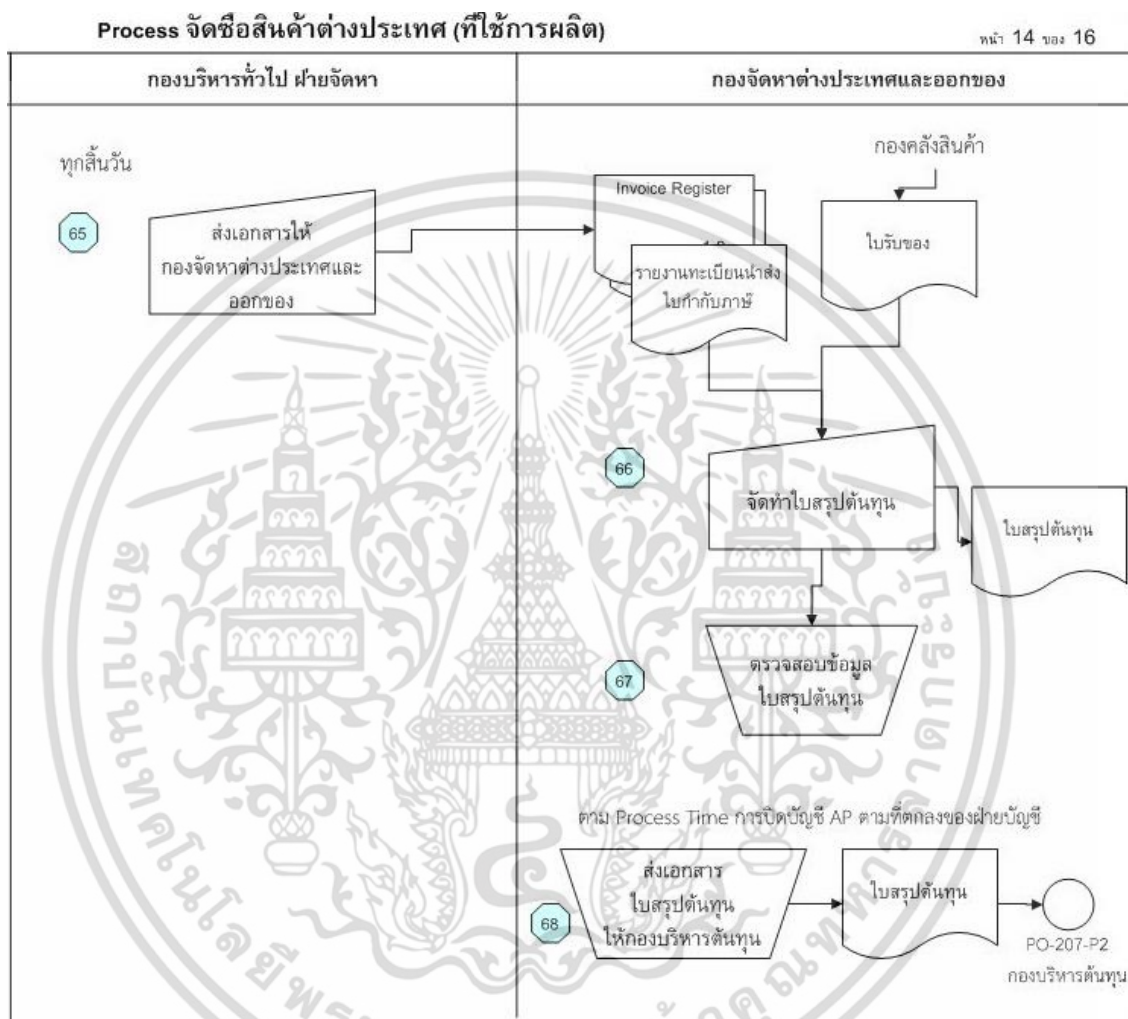 Process จัดซื้อสินค้าต่างประเทศ (ที่ใช้การผลิต)
หน้า 14 ของ 16
กองบริหารทั่วไป ฝ่ายจัดหา
กองจัดหาต่างประเทศและออกของ
ทุกสิ้นวัน
65
ส่งเอกสารให้
กองจัดหาต่างประเทศและ
ออกของ
Invoice Register
รายงานทะเบียนนำส่ง
ใบกำกับภาษี
กองคลังสินค้า
ใบรับของ
66
จัดทำใบสรุปต้นทุน
ใบสรุปต้นทุน
67
ตรวจสอบข้อมูล
ใบสรุปต้นทุน
ตาม Process Time การปิดบัญชี AP ตามที่ตกลงของฝ่ายบัญชี
68
ส่งเอกสาร
ใบสรุปต้นทุน
ให้กองบริหารต้นทุน
ใบสรุปต้นทุน
PO-207-P2
กองบริหารต้นทุน